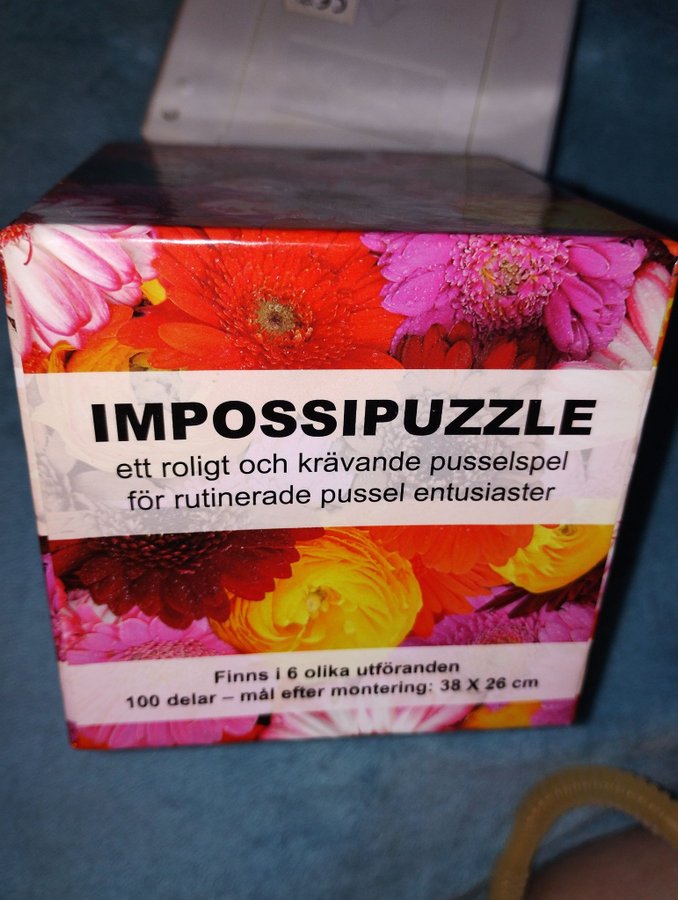 IMPOSSIPUZZLE
ett roligt och krävande pusselspel
för rutinerade pussel entusiaster
Finns i 6 olika utföranden
100 delar – mål efter montering: 38 X 26 cm